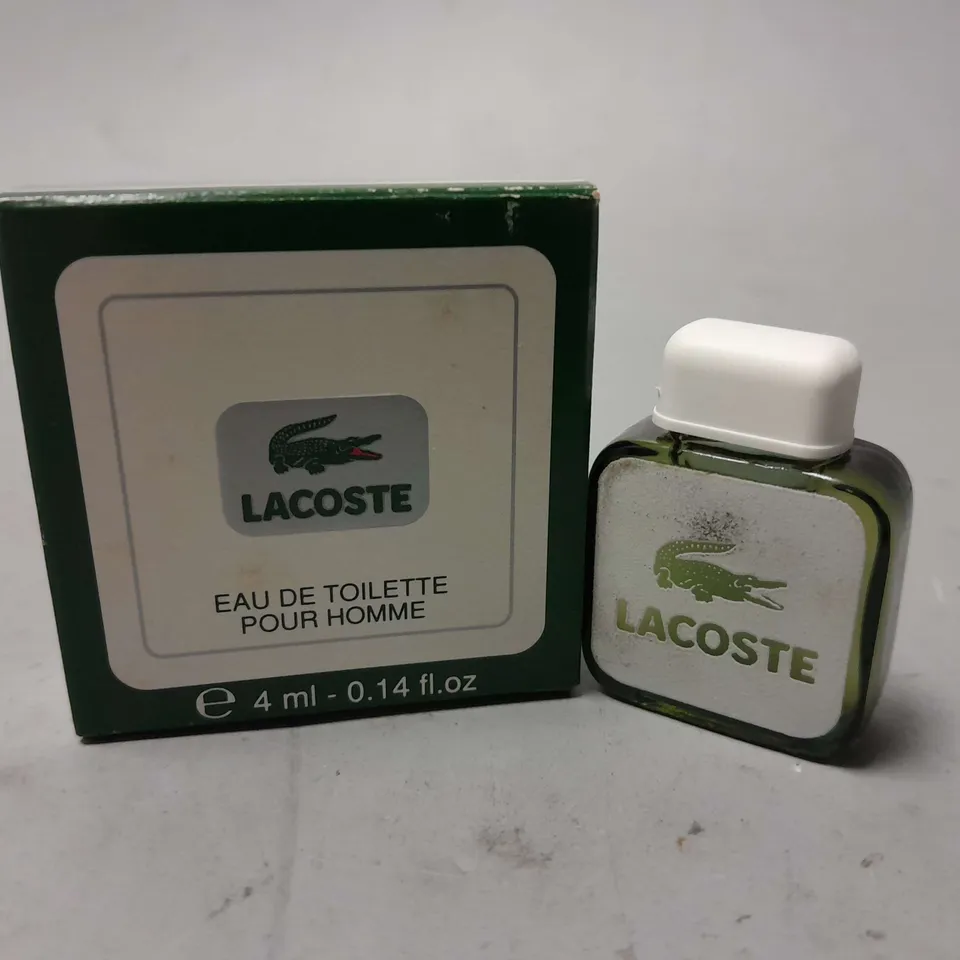 LACOSTE
EAU DE TOILETTE
POUR HOMME
℮ 4 ml - 0.14 fl.oz
LACOSTE